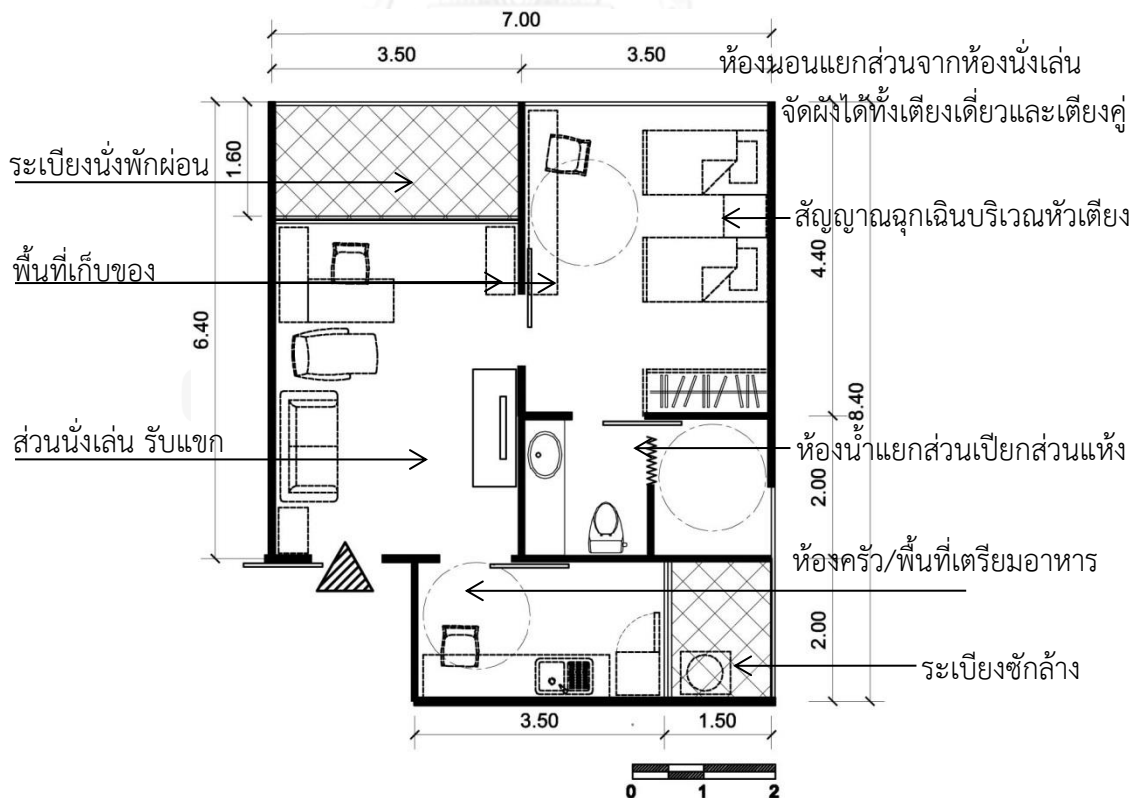 7.00
3.50 3.50
ห้องนอนแยกส่วนจากห้องนั่งเล่น
จัดผังได้ทั้งเตียงเดี่ยวและเตียงคู่
1.60
ระเบียงนั่งพักผ่อน
สัญญาณฉุกเฉินบริเวณหัวเตียง
4.40
พื้นที่เก็บของ
6.40
8.40
ส่วนนั่งเล่น รับแขก
ห้องน้ำแยกส่วนเปียกส่วนแห้ง
2.00
ห้องครัว/พื้นที่เตรียมอาหาร
2.00
ระเบียงซักล้าง
3.50 1.50
0 1 2